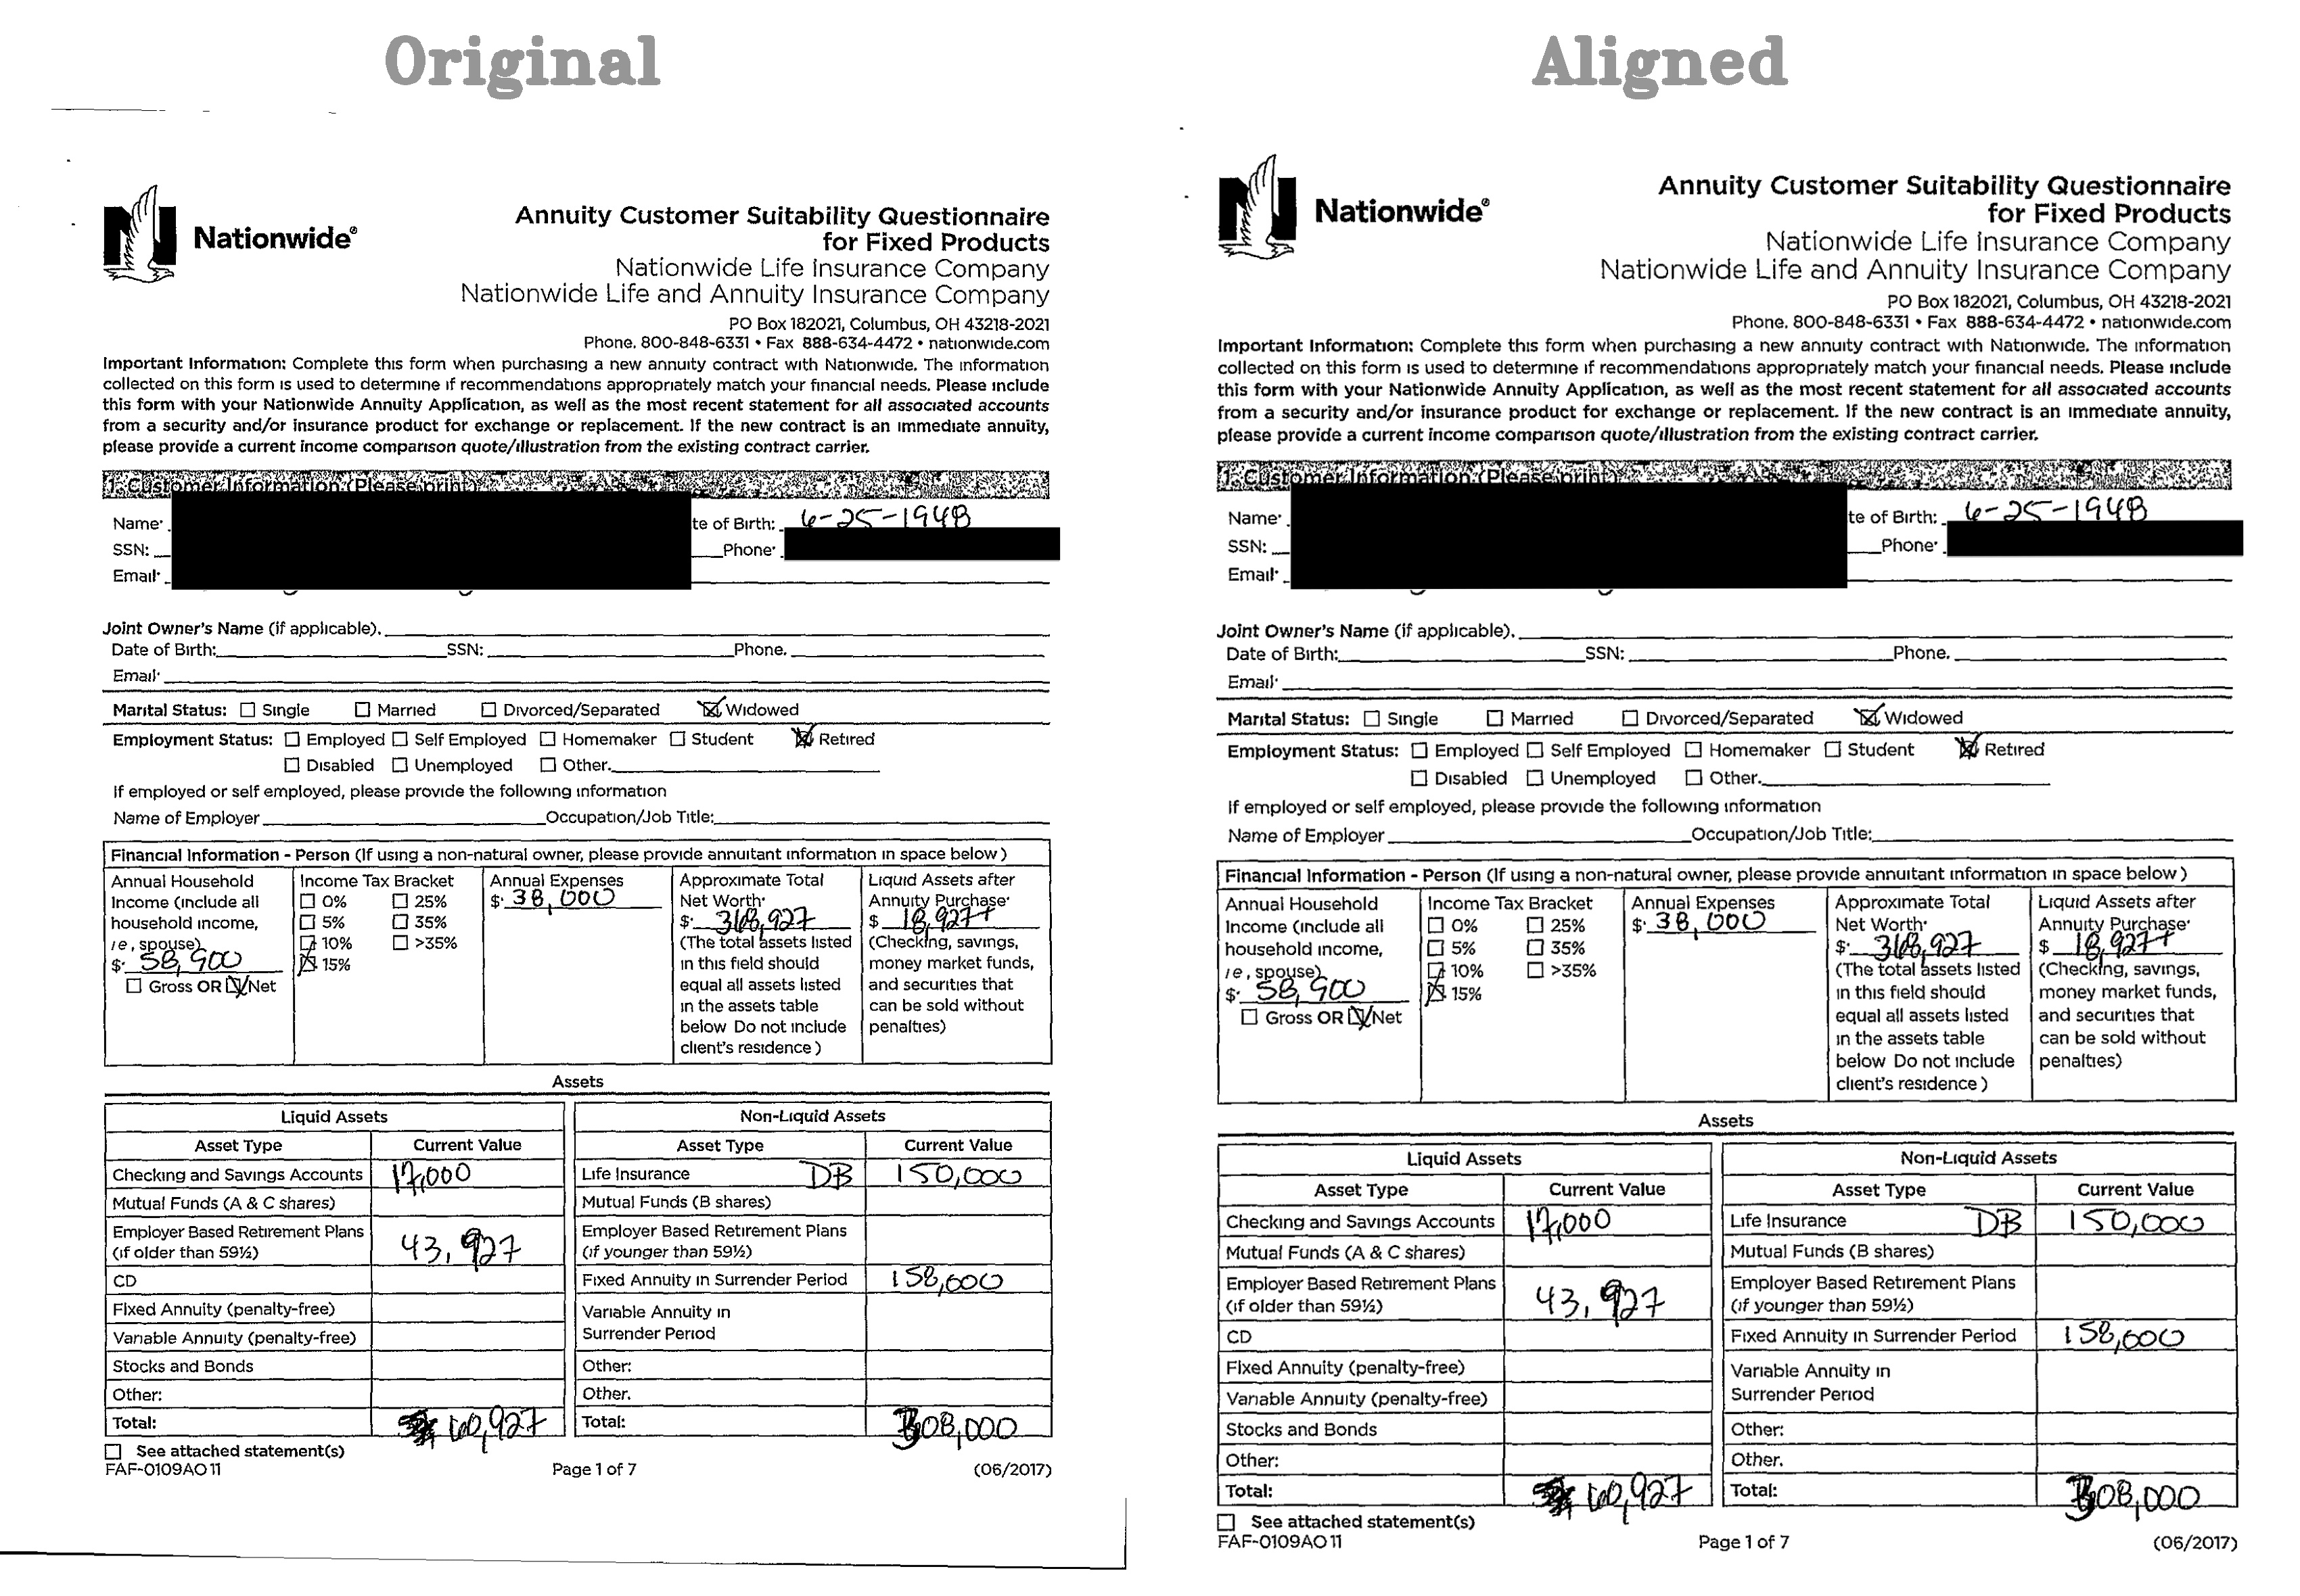 Original
Nationwide®
Annuity Customer Suitability Questionnaire
for Fixed Products
Nationwide Life Insurance Company
Nationwide Life and Annuity Insurance Company
PO Box 182021, Columbus, OH 43218-2021
Phone. 800-848-6331 • Fax 888-634-4472 • nationwide.com
Important Information: Complete this form when purchasing a new annuity contract with Nationwide. The information
collected on this form is used to determine if recommendations appropriately match your financial needs. Please include
this form with your Nationwide Annuity Application, as well as the most recent statement for all associated accounts
from a security and/or insurance product for exchange or replacement. If the new contract is an immediate annuity,
please provide a current income comparison quote/illustration from the existing contract carrier.
1. Customer Information (Please print)
Name: te of Birth: 6-25-1948
SSN: Phone:
Email:
Joint Owner's Name (if applicable).
Date of Birth: SSN: Phone.
Email:
Marital Status: Single Married Divorced/Separated Widowed
Employment Status: Employed Self Employed Homemaker Student Retired
Disabled Unemployed Other.
If employed or self employed, please provide the following information
Name of Employer Occupation/Job Title:
Financial Information - Person (If using a non-natural owner, please provide annuitant information in space below)
Annual Household
Income (include all
household income,
ie, spouse)
$ 58,900
Gross OR Net
Income Tax Bracket
0% 25%
5% 35%
10% >35%
15%
Annual Expenses
$ 38,000
Approximate Total
Net Worth:
$ 368,927
(The total assets listed
in this field should
equal all assets listed
in the assets table
below Do not include
client's residence)
Liquid Assets after
Annuity Purchase:
$ 18,927+
(Checking, savings,
money market funds,
and securities that
can be sold without
penalties)
Assets
Liquid Assets
Asset Type Current Value
Checking and Savings Accounts 17,000
Mutual Funds (A & C shares)
Employer Based Retirement Plans
(if older than 59½) 43,927
CD
Fixed Annuity (penalty-free)
Variable Annuity (penalty-free)
Stocks and Bonds
Other:
Total: 60,927
Non-Liquid Assets
Asset Type Current Value
Life Insurance DB 150,000
Mutual Funds (B shares)
Employer Based Retirement Plans
(if younger than 59½)
Fixed Annuity in Surrender Period 158,000
Variable Annuity in
Surrender Period
Other:
Other.
Total: 308,000
See attached statement(s)
FAF-0109AO 11 Page 1 of 7 (06/2017)
Aligned
Nationwide®
Annuity Customer Suitability Questionnaire
for Fixed Products
Nationwide Life Insurance Company
Nationwide Life and Annuity Insurance Company
PO Box 182021, Columbus, OH 43218-2021
Phone. 800-848-6331 • Fax 888-634-4472 • nationwide.com
Important Information: Complete this form when purchasing a new annuity contract with Nationwide. The information
collected on this form is used to determine if recommendations appropriately match your financial needs. Please include
this form with your Nationwide Annuity Application, as well as the most recent statement for all associated accounts
from a security and/or insurance product for exchange or replacement. If the new contract is an immediate annuity,
please provide a current income comparison quote/illustration from the existing contract carrier.
1. Customer Information (Please print)
Name: te of Birth: 6-25-1948
SSN: Phone:
Email:
Joint Owner's Name (if applicable).
Date of Birth: SSN: Phone.
Email:
Marital Status: Single Married Divorced/Separated Widowed
Employment Status: Employed Self Employed Homemaker Student Retired
Disabled Unemployed Other.
If employed or self employed, please provide the following information
Name of Employer Occupation/Job Title:
Financial Information - Person (If using a non-natural owner, please provide annuitant information in space below)
Annual Household
Income (include all
household income,
ie, spouse)
$ 58,900
Gross OR Net
Income Tax Bracket
0% 25%
5% 35%
10% >35%
15%
Annual Expenses
$ 38,000
Approximate Total
Net Worth:
$ 368,927
(The total assets listed
in this field should
equal all assets listed
in the assets table
below Do not include
client's residence)
Liquid Assets after
Annuity Purchase:
$ 18,927+
(Checking, savings,
money market funds,
and securities that
can be sold without
penalties)
Assets
Liquid Assets
Asset Type Current Value
Checking and Savings Accounts 17,000
Mutual Funds (A & C shares)
Employer Based Retirement Plans
(if older than 59½) 43,927
CD
Fixed Annuity (penalty-free)
Variable Annuity (penalty-free)
Stocks and Bonds
Other:
Total: 60,927
Non-Liquid Assets
Asset Type Current Value
Life Insurance DB 150,000
Mutual Funds (B shares)
Employer Based Retirement Plans
(if younger than 59½)
Fixed Annuity in Surrender Period 158,000
Variable Annuity in
Surrender Period
Other:
Other.
Total: 308,000
See attached statement(s)
FAF-0109AO 11 Page 1 of 7 (06/2017)